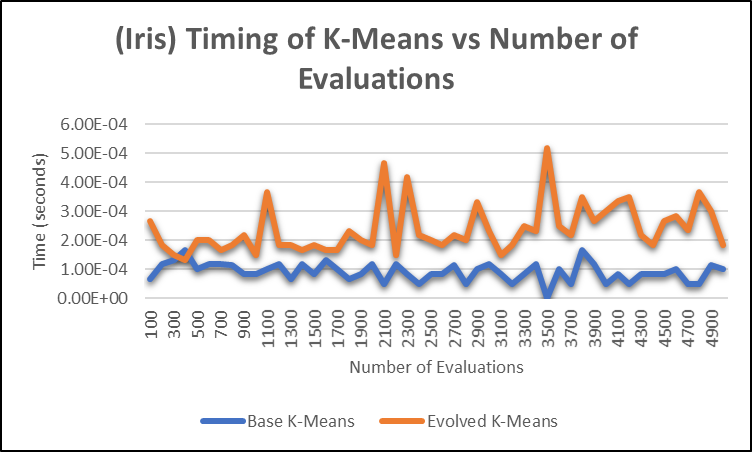 (Iris) Timing of K-Means vs Number of
Evaluations
6.00E-04
5.00E-04
4.00E-04
3.00E-04
2.00E-04
1.00E-04
0.00E+00
Time (seconds)
100
300
500
700
900
1100
1300
1500
1700
1900
2100
2300
2500
2700
2900
3100
3300
3500
3700
3900
4100
4300
4500
4700
4900
Number of Evaluations
Base K-Means
Evolved K-Means